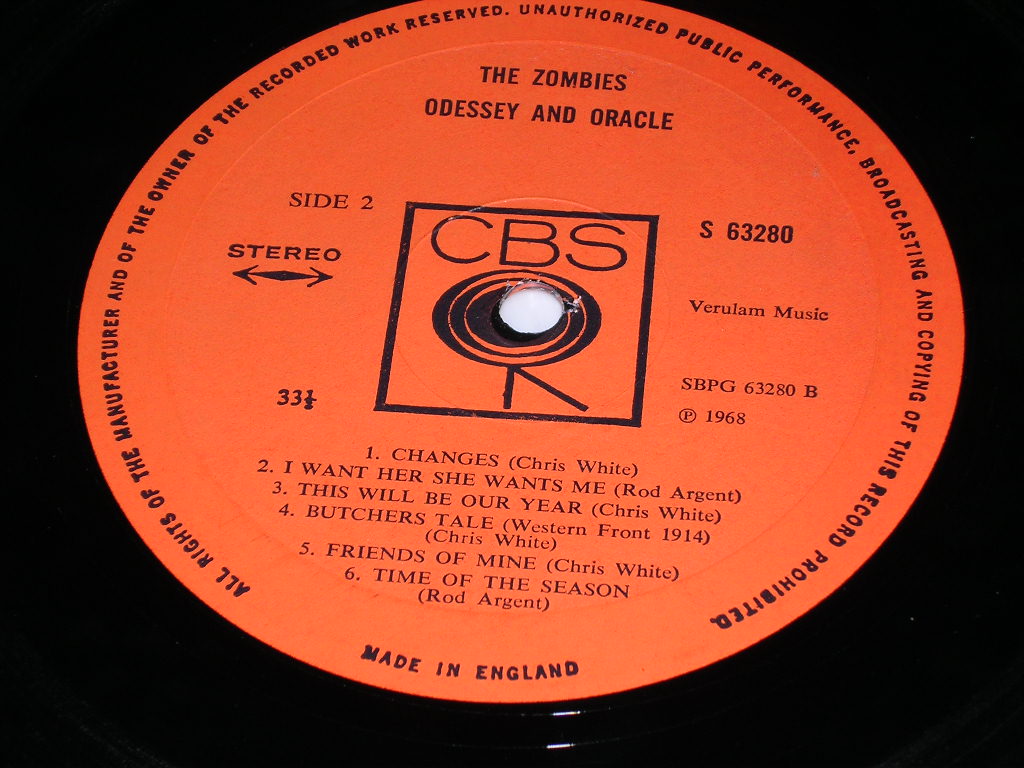 ALL RIGHTS OF THE MANUFACTURER AND OF THE OWNER OF THE RECORDED WORK RESERVED. UNAUTHORIZED PUBLIC PERFORMANCE, BROADCASTING AND COPYING OF THIS RECORD PROHIBITED.
THE ZOMBIES
ODESSEY AND ORACLE
SIDE 2
STEREO
33⅓
CBS
S 63280
Verulam Music
SBPG 63280 B
℗ 1968
1. CHANGES (Chris White)
2. I WANT HER SHE WANTS ME (Rod Argent)
3. THIS WILL BE OUR YEAR (Chris White)
4. BUTCHERS TALE (Western Front 1914)
(Chris White)
5. FRIENDS OF MINE (Chris White)
6. TIME OF THE SEASON
(Rod Argent)
MADE IN ENGLAND